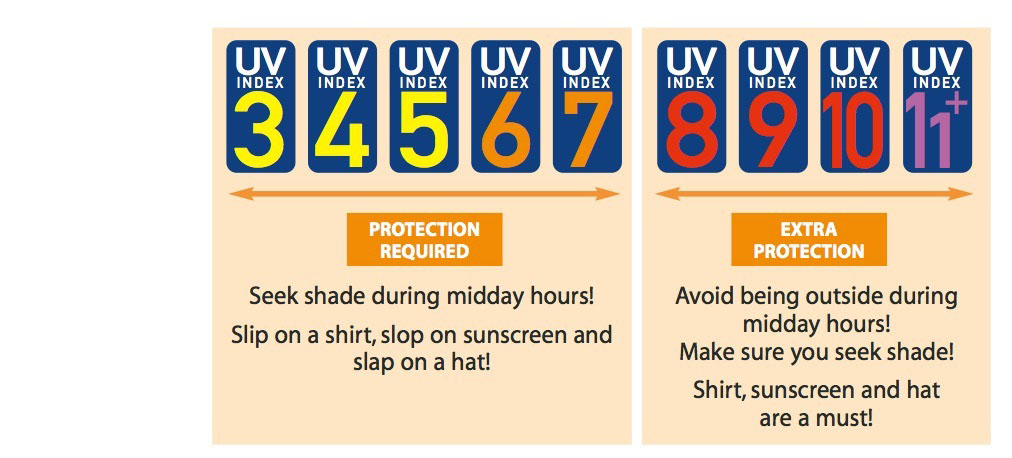 UV INDEX 3
UV INDEX 4
UV INDEX 5
UV INDEX 6
UV INDEX 7
PROTECTION
REQUIRED
Seek shade during midday hours!
Slip on a shirt, slop on sunscreen and
slap on a hat!
UV INDEX 8
UV INDEX 9
UV INDEX 10
UV INDEX 11+
EXTRA
PROTECTION
Avoid being outside during
midday hours!
Make sure you seek shade!
Shirt, sunscreen and hat
are a must!